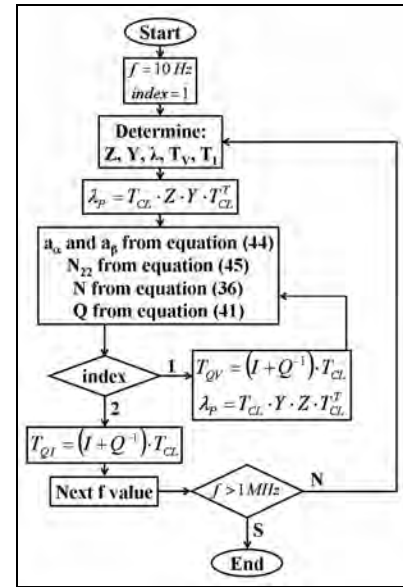 Start
f = 10 Hz
index = 1
Determine:
Z, Y, λ, T_V, T_I
λ_P = T_CL · Z · Y · T_CL^T
a_α and a_β from equation (44)
N_22 from equation (45)
N from equation (36)
Q from equation (41)
index
1
T_QV = (I + Q^-1) · T_CL
λ_P = T_CL · Y · Z · T_CL^T
2
T_QI = (I + Q^-1) · T_CL
Next f value
f > 1 MHz
N
S
End